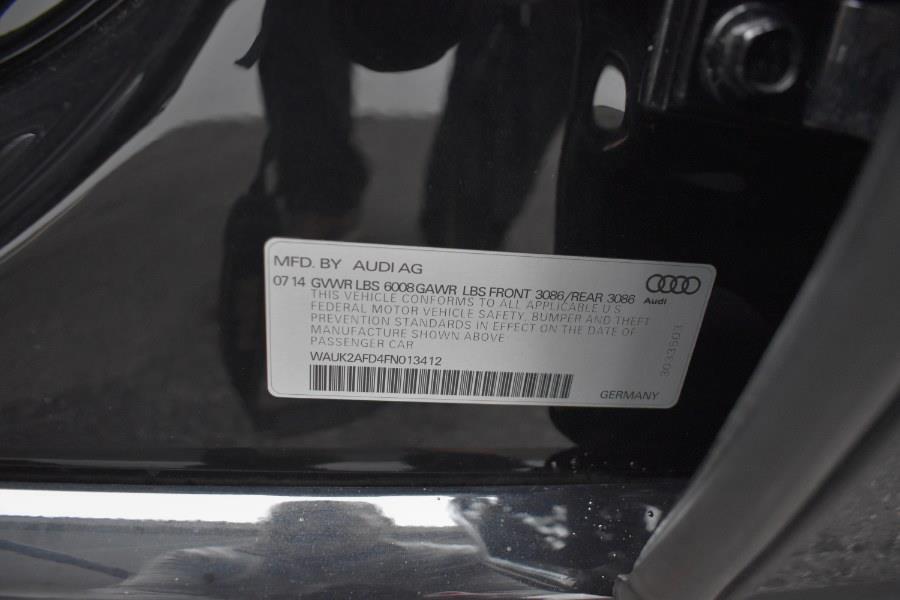 MFD. BY AUDI AG
07 14 GVWR LBS 6008 GAWR LBS FRONT 3086/REAR 3086
THIS VEHICLE CONFORMS TO ALL APPLICABLE U S
FEDERAL MOTOR VEHICLE SAFETY, BUMPER AND THEFT
PREVENTION STANDARDS IN EFFECT ON THE DATE OF
MANUFACTURE SHOWN ABOVE
PASSENGER CAR
WAUK2AFD4FN013412
Audi
3033503
GERMANY